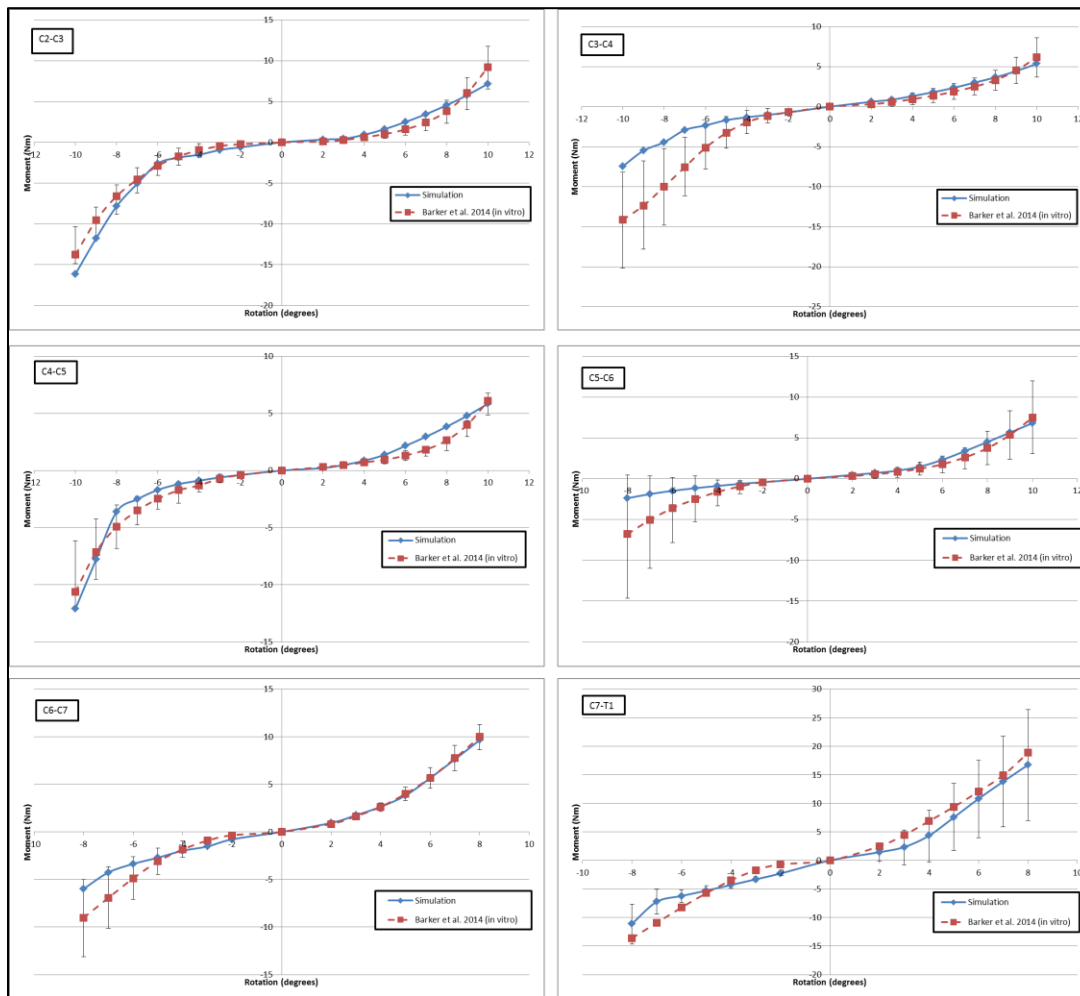 C2-C3
15
10
5
0
12 -10 -8 -6 -4 -2 0 2 4 6 8 10 12
-5
-10
-15
-20
Moment (Nm)
Simulation
Barker et al. 2014 (in vitro)
Rotation (degrees)
C3-C4
15
10
5
0
12 -10 -8 -6 -4 -2 0 2 4 6 8 10 12
-5
-10
-15
-20
-25
Moment (Nm)
Simulation
Barker et al. 2014 (in vitro)
Rotation (degrees)
C4-C5
10
5
0
12 -10 -8 -6 -4 -2 0 2 4 6 8 10 12
-5
-10
-15
Moment (Nm)
Simulation
Barker et al. 2014 (in vitro)
Rotation (degrees)
C5-C6
15
10
5
0
10 -8 -6 -4 -2 0 2 4 6 8 10 12
-5
-10
-15
-20
Moment (Nm)
Simulation
Barker et al. 2014 (in vitro)
Rotation (degrees)
C6-C7
15
10
5
0
10 -8 -6 -4 -2 0 2 4 6 8 10
-5
-10
-15
Moment (Nm)
Simulation
Barker et al. 2014 (in vitro)
Rotation (degrees)
C7-T1
30
25
20
15
10
5
0
10 -8 -6 -4 -2 0 2 4 6 8 10
-5
-10
-15
-20
Moment (Nm)
Simulation
Barker et al. 2014 (in vitro)
Rotation (degrees)